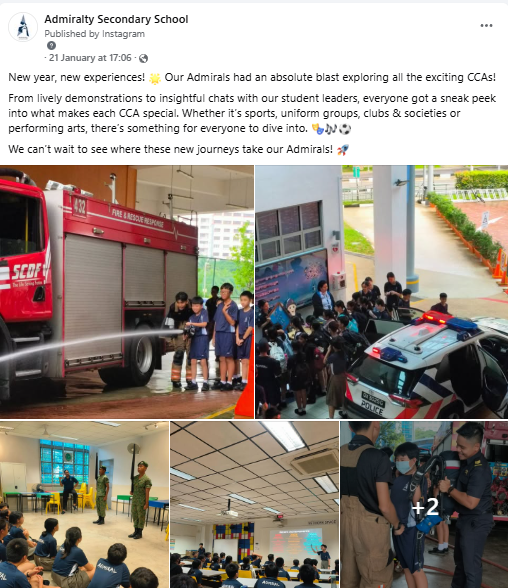 Admiralty Secondary School
Published by Instagram
· 21 January at 17:06 ·
New year, new experiences! 🌟 Our Admirals had an absolute blast exploring all the exciting CCAs!
From lively demonstrations to insightful chats with our student leaders, everyone got a sneak peek
into what makes each CCA special. Whether it's sports, uniform groups, clubs & societies or
performing arts, there's something for everyone to dive into. 🎭🎶⚽
We can't wait to see where these new journeys take our Admirals! 🚀
432
FIRE & RESCUE RESPONSE
SCDF
POLICE
ADMIRAL
+2